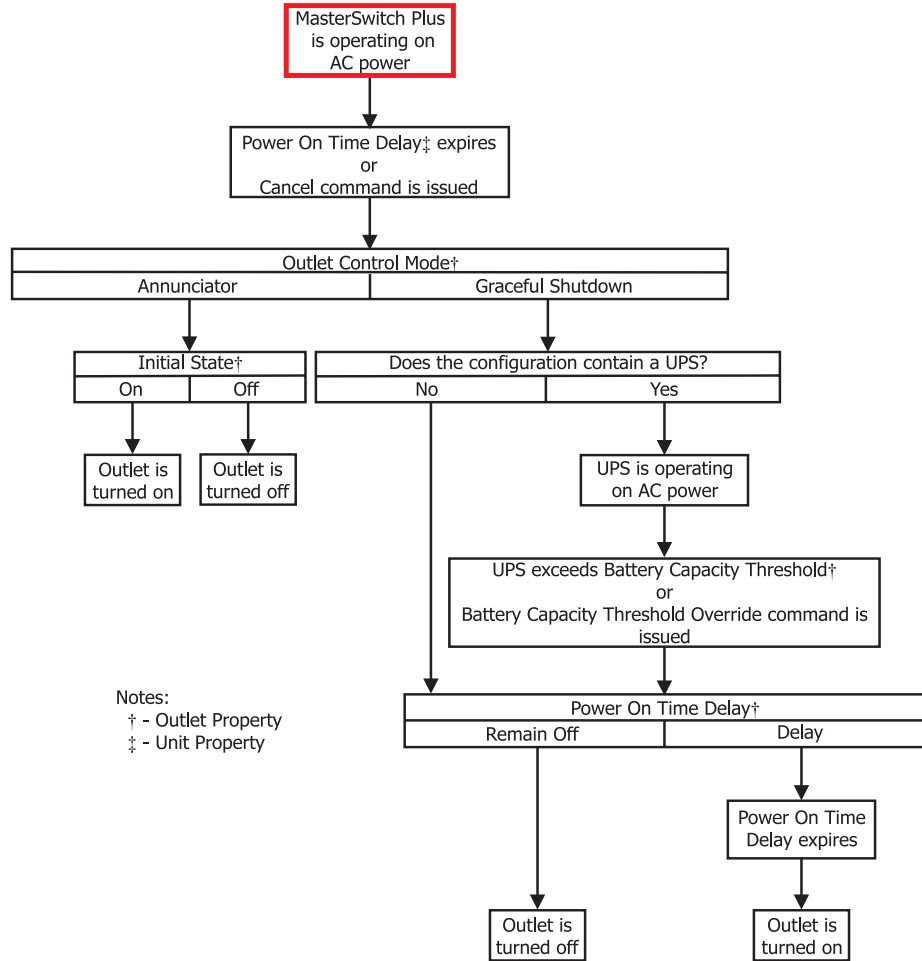 MasterSwitch Plus
is operating on
AC power
Power On Time Delay‡ expires
or
Cancel command is issued
Outlet Control Mode†
Annunciator
Graceful Shutdown
Initial State†
On
Off
Does the configuration contain a UPS?
No
Yes
Outlet is
turned on
Outlet is
turned off
UPS is operating
on AC power
UPS exceeds Battery Capacity Threshold†
or
Battery Capacity Threshold Override command is
issued
Notes:
† - Outlet Property
‡ - Unit Property
Power On Time Delay†
Remain Off
Delay
Power On Time
Delay expires
Outlet is
turned off
Outlet is
turned on